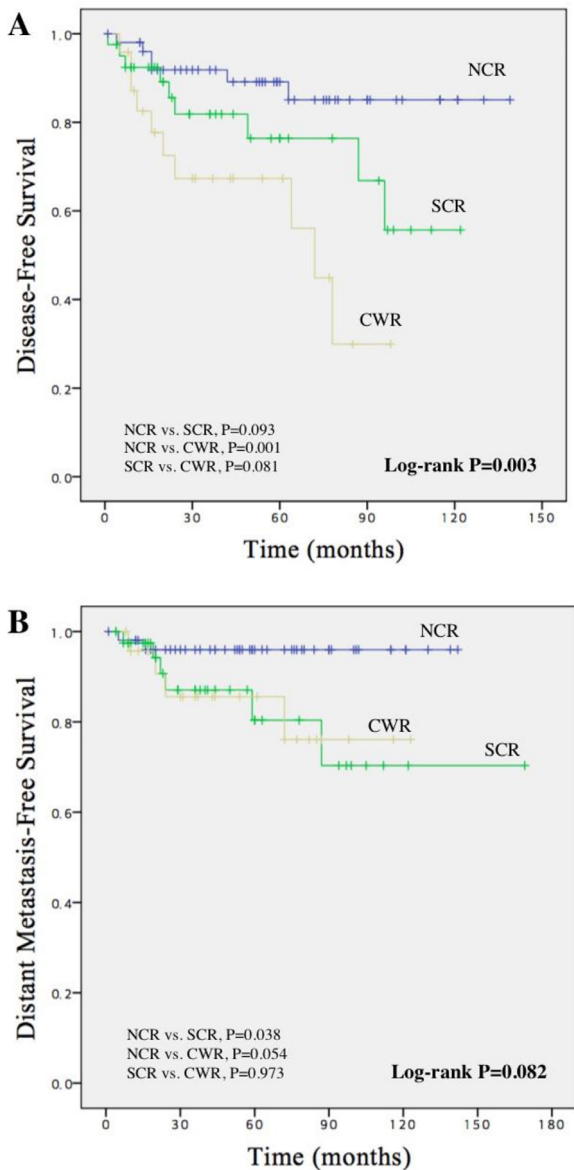 A
Disease-Free Survival
1.0
0.8
0.6
0.4
0.2
0.0
NCR
SCR
CWR
NCR vs. SCR, P=0.093
NCR vs. CWR, P=0.001
SCR vs. CWR, P=0.081
Log-rank P=0.003
0 30 60 90 120 150
Time (months)
B
Distant Metastasis-Free Survival
1.0
0.8
0.6
0.4
0.2
0.0
NCR
CWR
SCR
NCR vs. SCR, P=0.038
NCR vs. CWR, P=0.054
SCR vs. CWR, P=0.973
Log-rank P=0.082
0 30 60 90 120 150 180
Time (months)